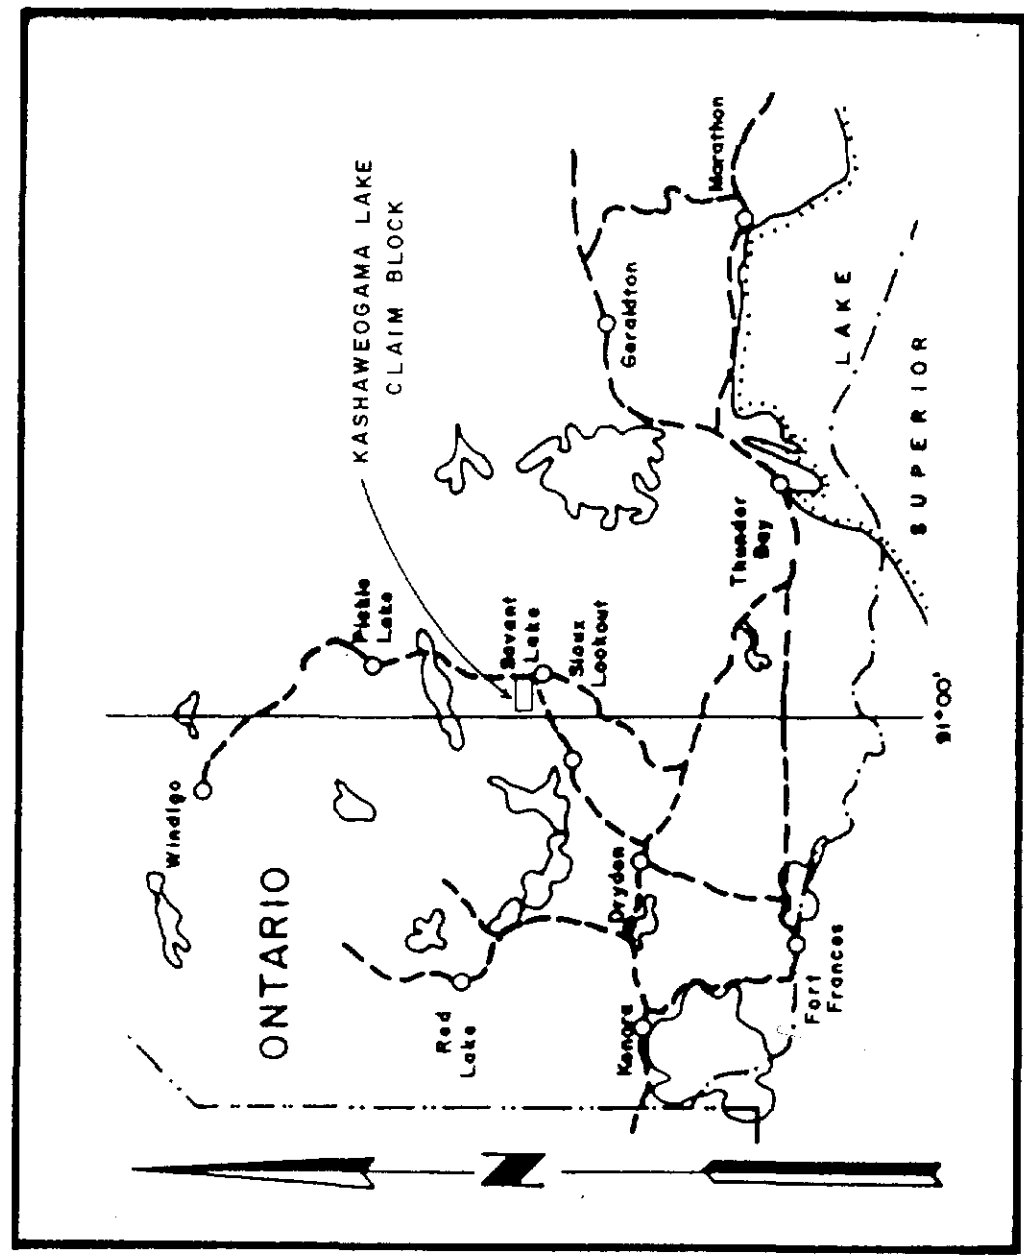 Windigo
ONTARIO
KASHAWEOGAMA LAKE
CLAIM BLOCK
Pickle
Lake
Red
Lake
N
Savant
Lake
Sioux
Lookout
Dryden
Kenora
Geraldton
Marathon
Thunder
Bay
Fort
Frances
LAKE
SUPERIOR
91°00'